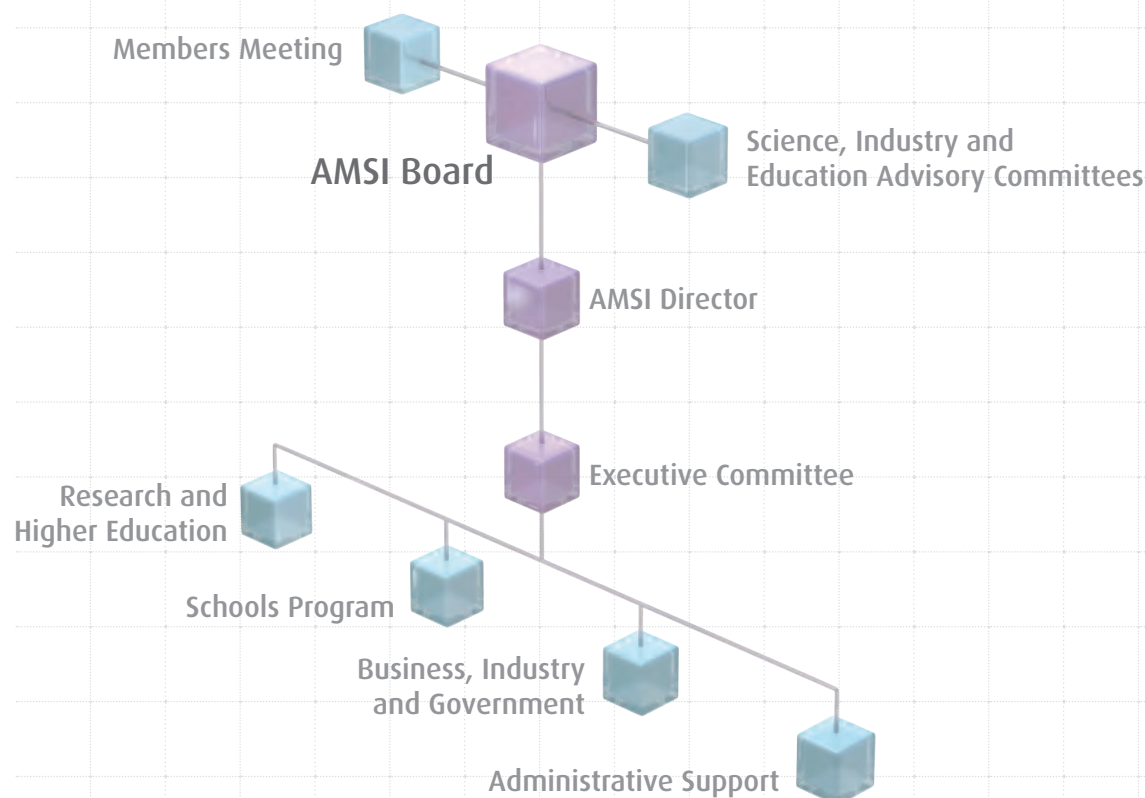 Members Meeting
AMSI Board
Science, Industry and
Education Advisory Committees
AMSI Director
Executive Committee
Research and
Higher Education
Schools Program
Business, Industry
and Government
Administrative Support